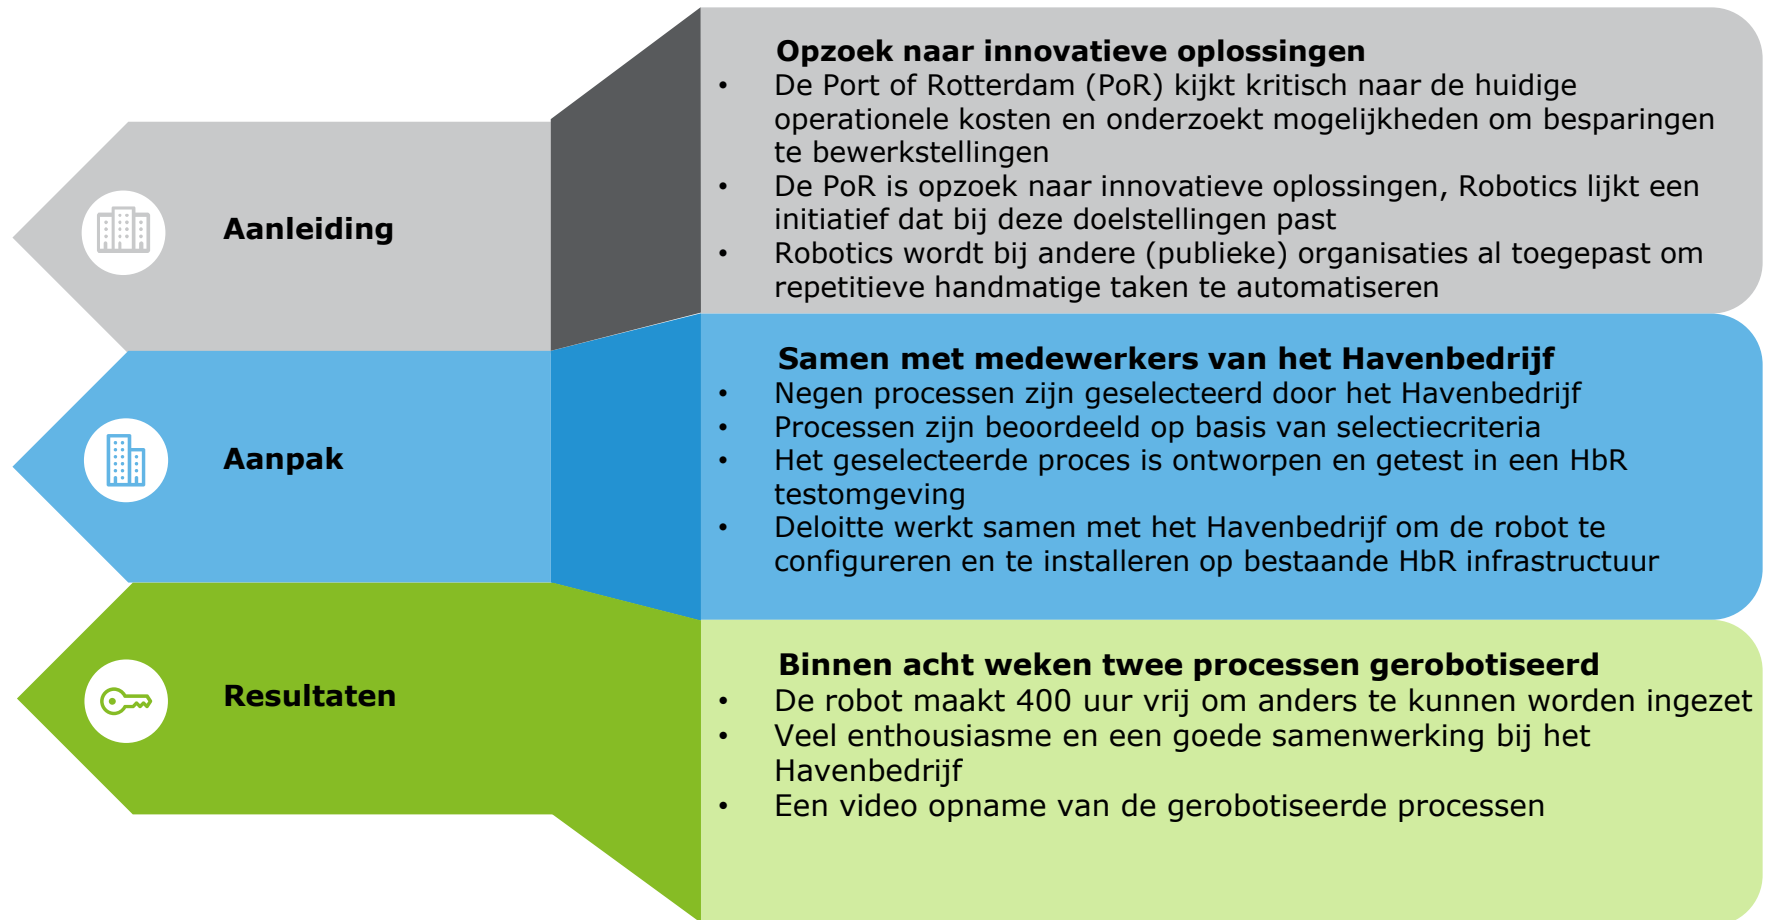 Aanleiding
Opzoek naar innovatieve oplossingen
• De Port of Rotterdam (PoR) kijkt kritisch naar de huidige
operationele kosten en onderzoekt mogelijkheden om besparingen
te bewerkstellingen
• De PoR is opzoek naar innovatieve oplossingen, Robotics lijkt een
initiatief dat bij deze doelstellingen past
• Robotics wordt bij andere (publieke) organisaties al toegepast om
repetitieve handmatige taken te automatiseren
Aanpak
Samen met medewerkers van het Havenbedrijf
• Negen processen zijn geselecteerd door het Havenbedrijf
• Processen zijn beoordeeld op basis van selectiecriteria
• Het geselecteerde proces is ontworpen en getest in een HbR
testomgeving
• Deloitte werkt samen met het Havenbedrijf om de robot te
configureren en te installeren op bestaande HbR infrastructuur
Resultaten
Binnen acht weken twee processen gerobotiseerd
• De robot maakt 400 uur vrij om anders te kunnen worden ingezet
• Veel enthousiasme en een goede samenwerking bij het
Havenbedrijf
• Een video opname van de gerobotiseerde processen